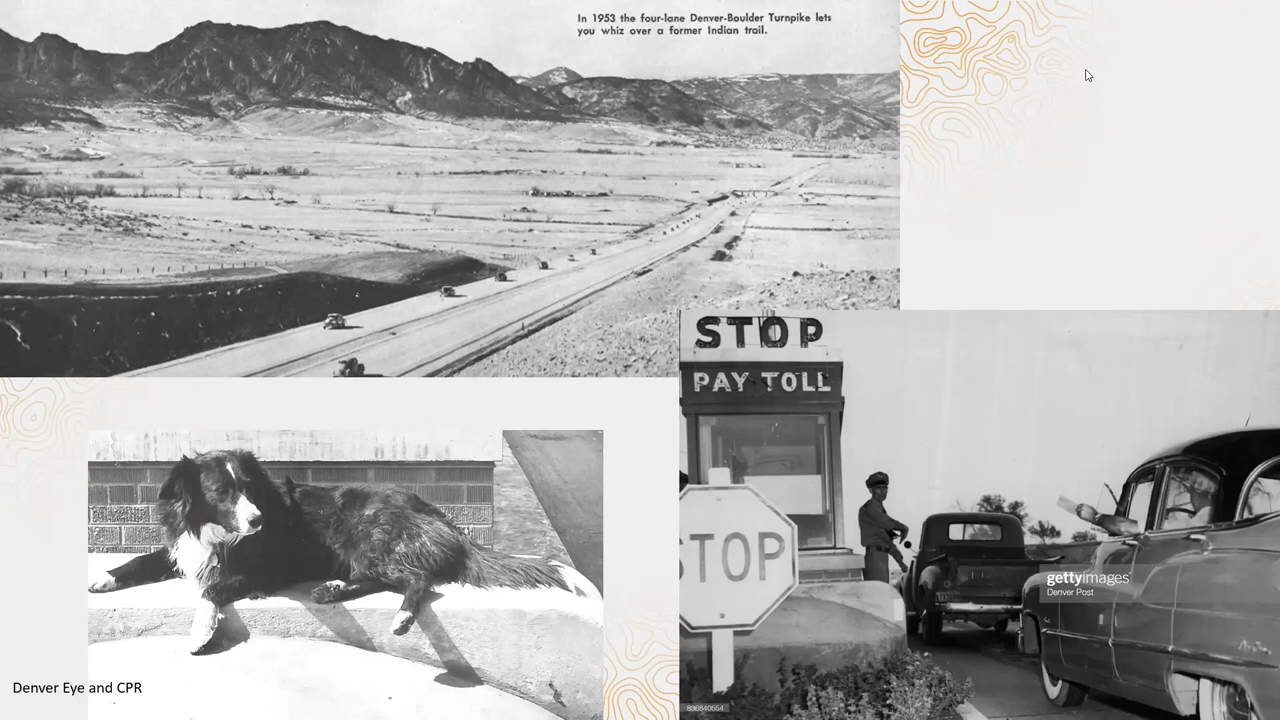 In 1953 the four-lane Denver-Boulder Turnpike lets
you whiz over a former Indian trail.
STOP
PAY TOLL
STOP
gettyimages
Denver Post
836840554
Denver Eye and CPR